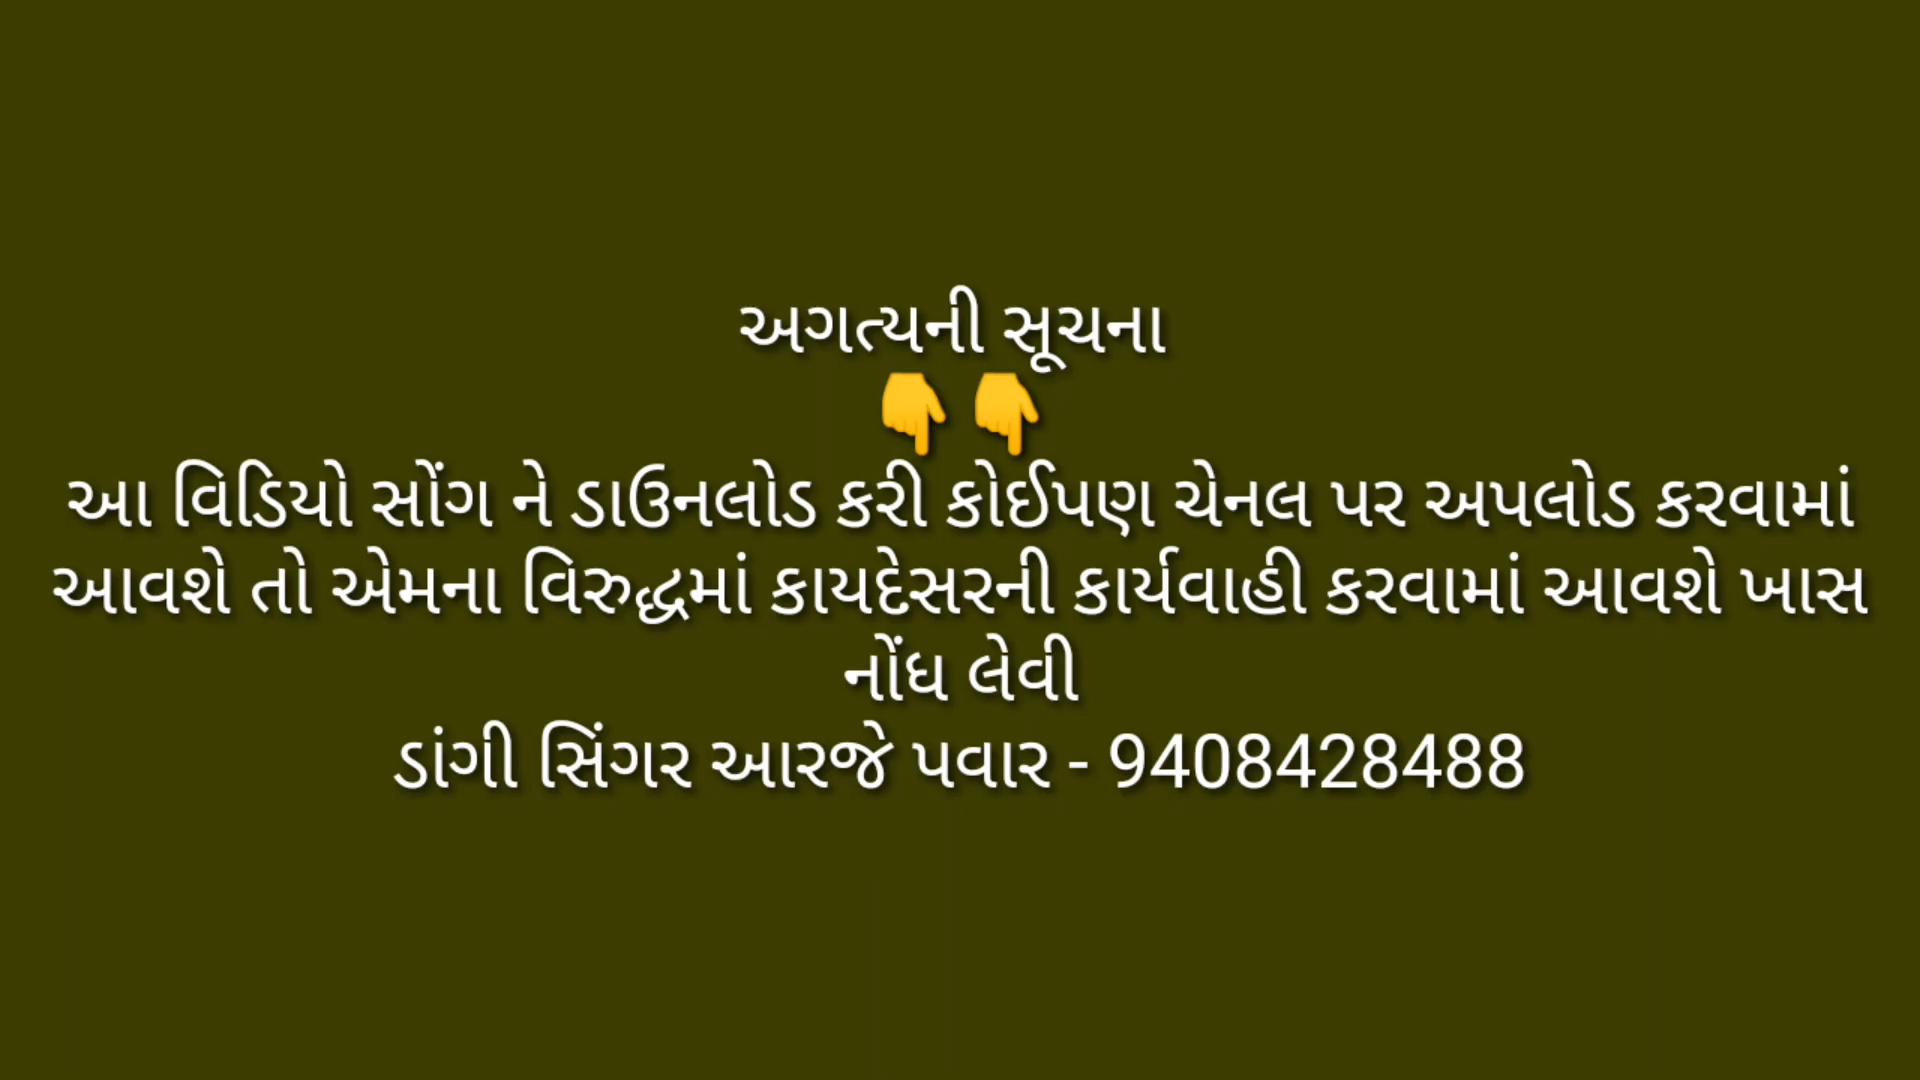 અગત્યની સૂચના
👇👇
આ વિડિયો સોંગ ને ડાઉનલોડ કરી કોઈપણ ચેનલ પર અપલોડ કરવામાં
આવશે તો એમના વિરુદ્ધમાં કાયદેસરની કાર્યવાહી કરવામાં આવશે ખાસ
નોંધ લેવી
ડાંગી સિંગર આરજે પવાર - 9408428488